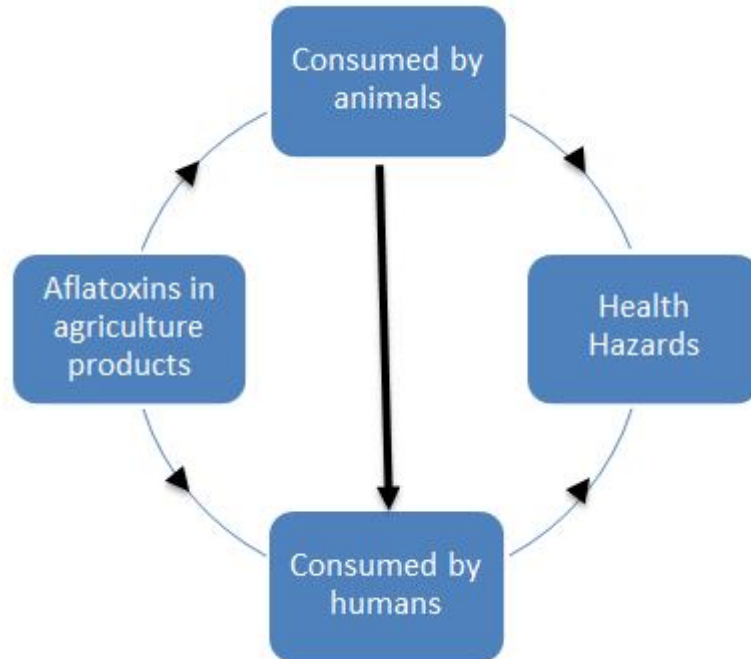 Consumed by
animals
Aflatoxins in
agriculture
products
Health
Hazards
Consumed by
humans